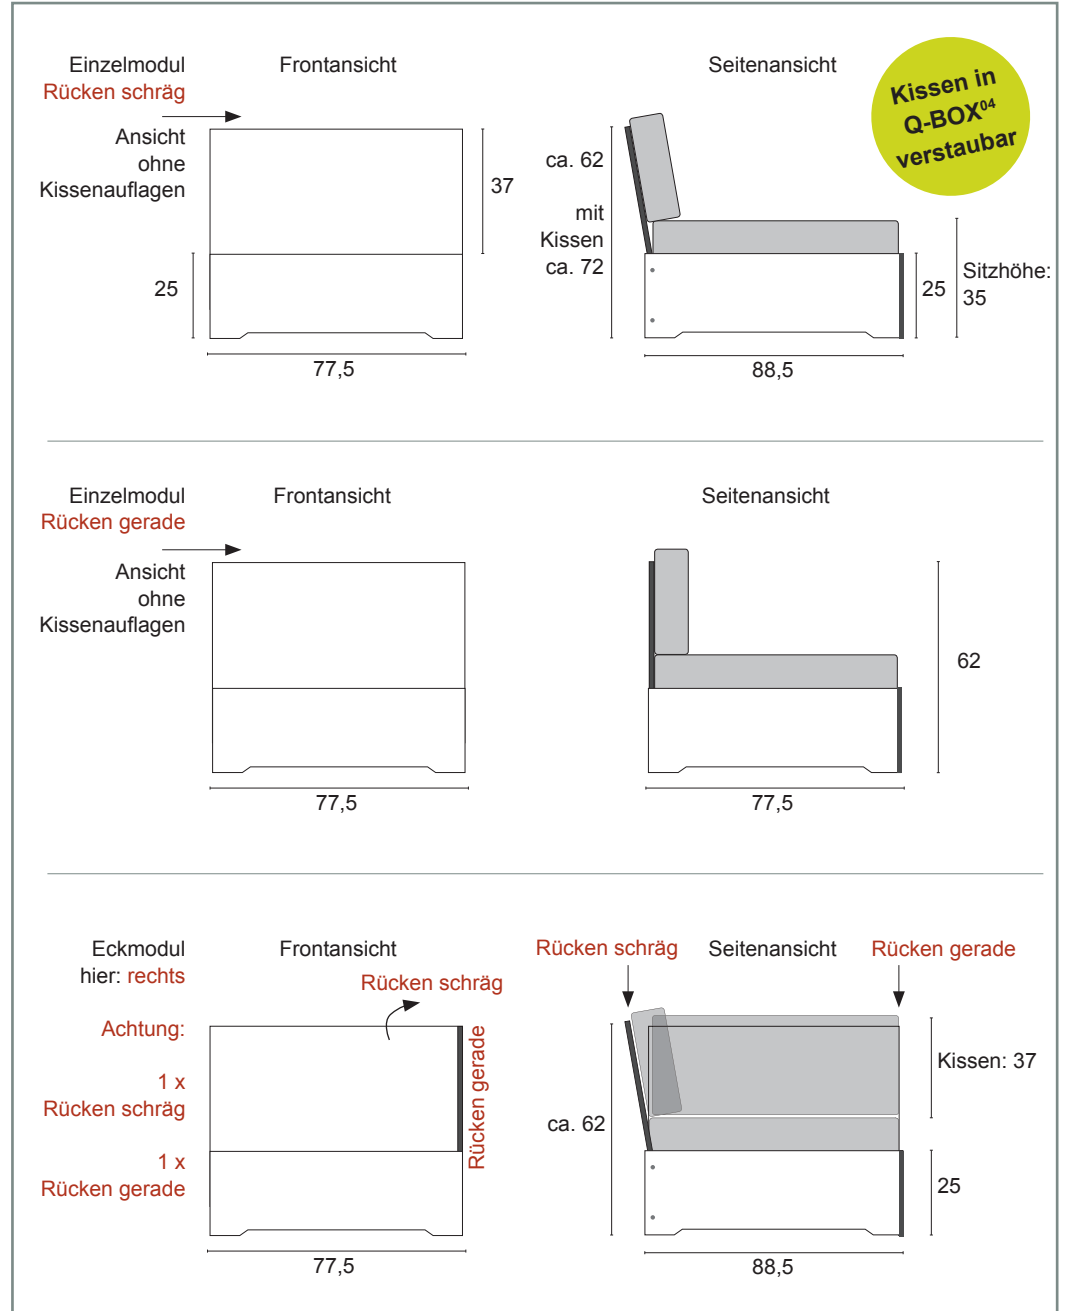 Einzelmodul
Rücken schräg
Ansicht
ohne
Kissenauflagen
Frontansicht
37
25
77,5
Seitenansicht
Kissen in
Q-BOX⁰⁴
verstaubar
ca. 62
mit
Kissen
ca. 72
25
Sitzhöhe:
35
88,5
Einzelmodul
Rücken gerade
Ansicht
ohne
Kissenauflagen
Frontansicht
77,5
Seitenansicht
62
77,5
Eckmodul
hier: rechts
Achtung:
1 x
Rücken schräg
1 x
Rücken gerade
Frontansicht
Rücken schräg
Rücken gerade
77,5
Rücken schräg
Seitenansicht
Rücken gerade
ca. 62
Kissen: 37
25
88,5